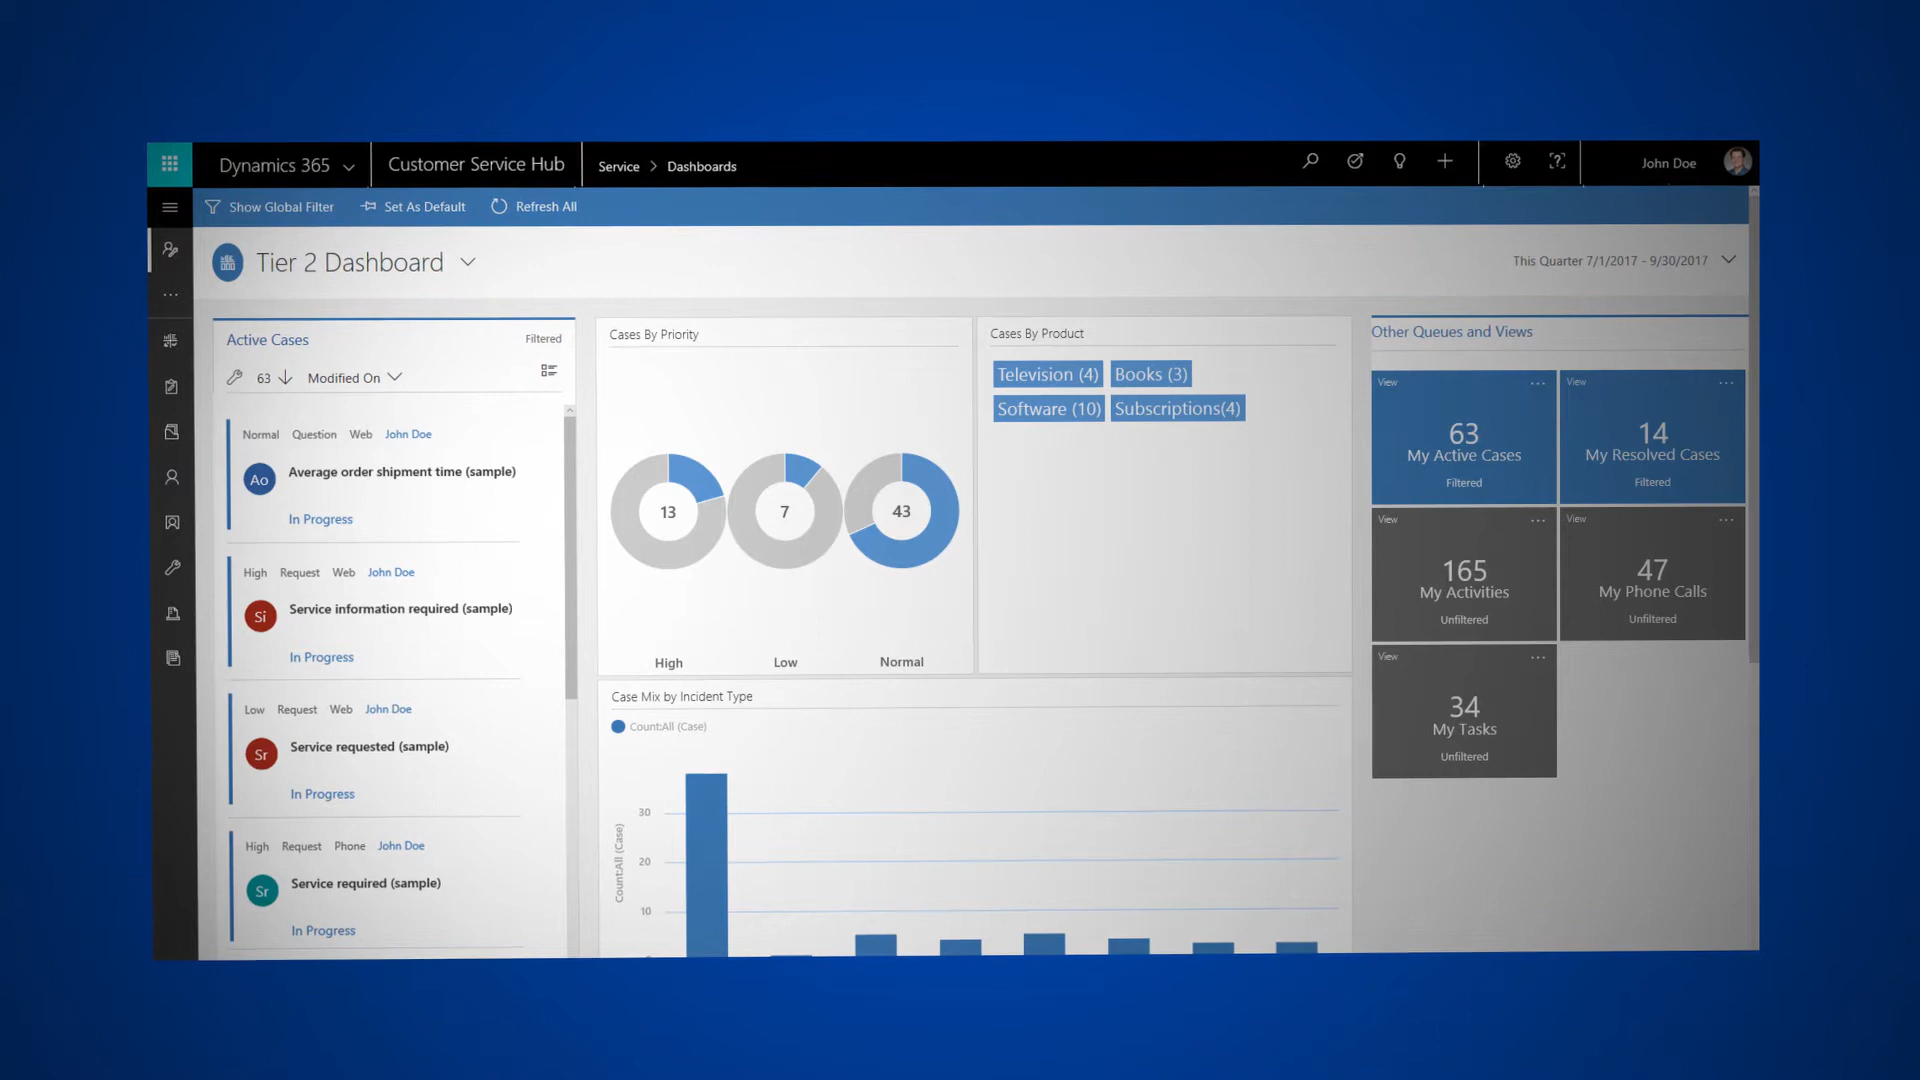 Dynamics 365
Customer Service Hub
Service > Dashboards
John Doe
Show Global Filter
Set As Default
Refresh All
Tier 2 Dashboard
This Quarter 7/1/2017 - 9/30/2017
Active Cases
Filtered
63
Modified On
Normal Question Web John Doe
Ao
Average order shipment time (sample)
In Progress
High Request Web John Doe
Si
Service information required (sample)
In Progress
Low Request Web John Doe
Sr
Service requested (sample)
In Progress
High Request Phone John Doe
Sr
Service required (sample)
In Progress
Cases By Priority
13 7 43
High Low Normal
Cases By Product
Television (4) Books (3)
Software (10) Subscriptions(4)
Case Mix by Incident Type
Count:All (Case)
Count:All (Case)
30
20
10
Other Queues and Views
View ...
63
My Active Cases
Filtered
View ...
14
My Resolved Cases
Filtered
View ...
165
My Activities
Unfiltered
View ...
47
My Phone Calls
Unfiltered
View ...
34
My Tasks
Unfiltered